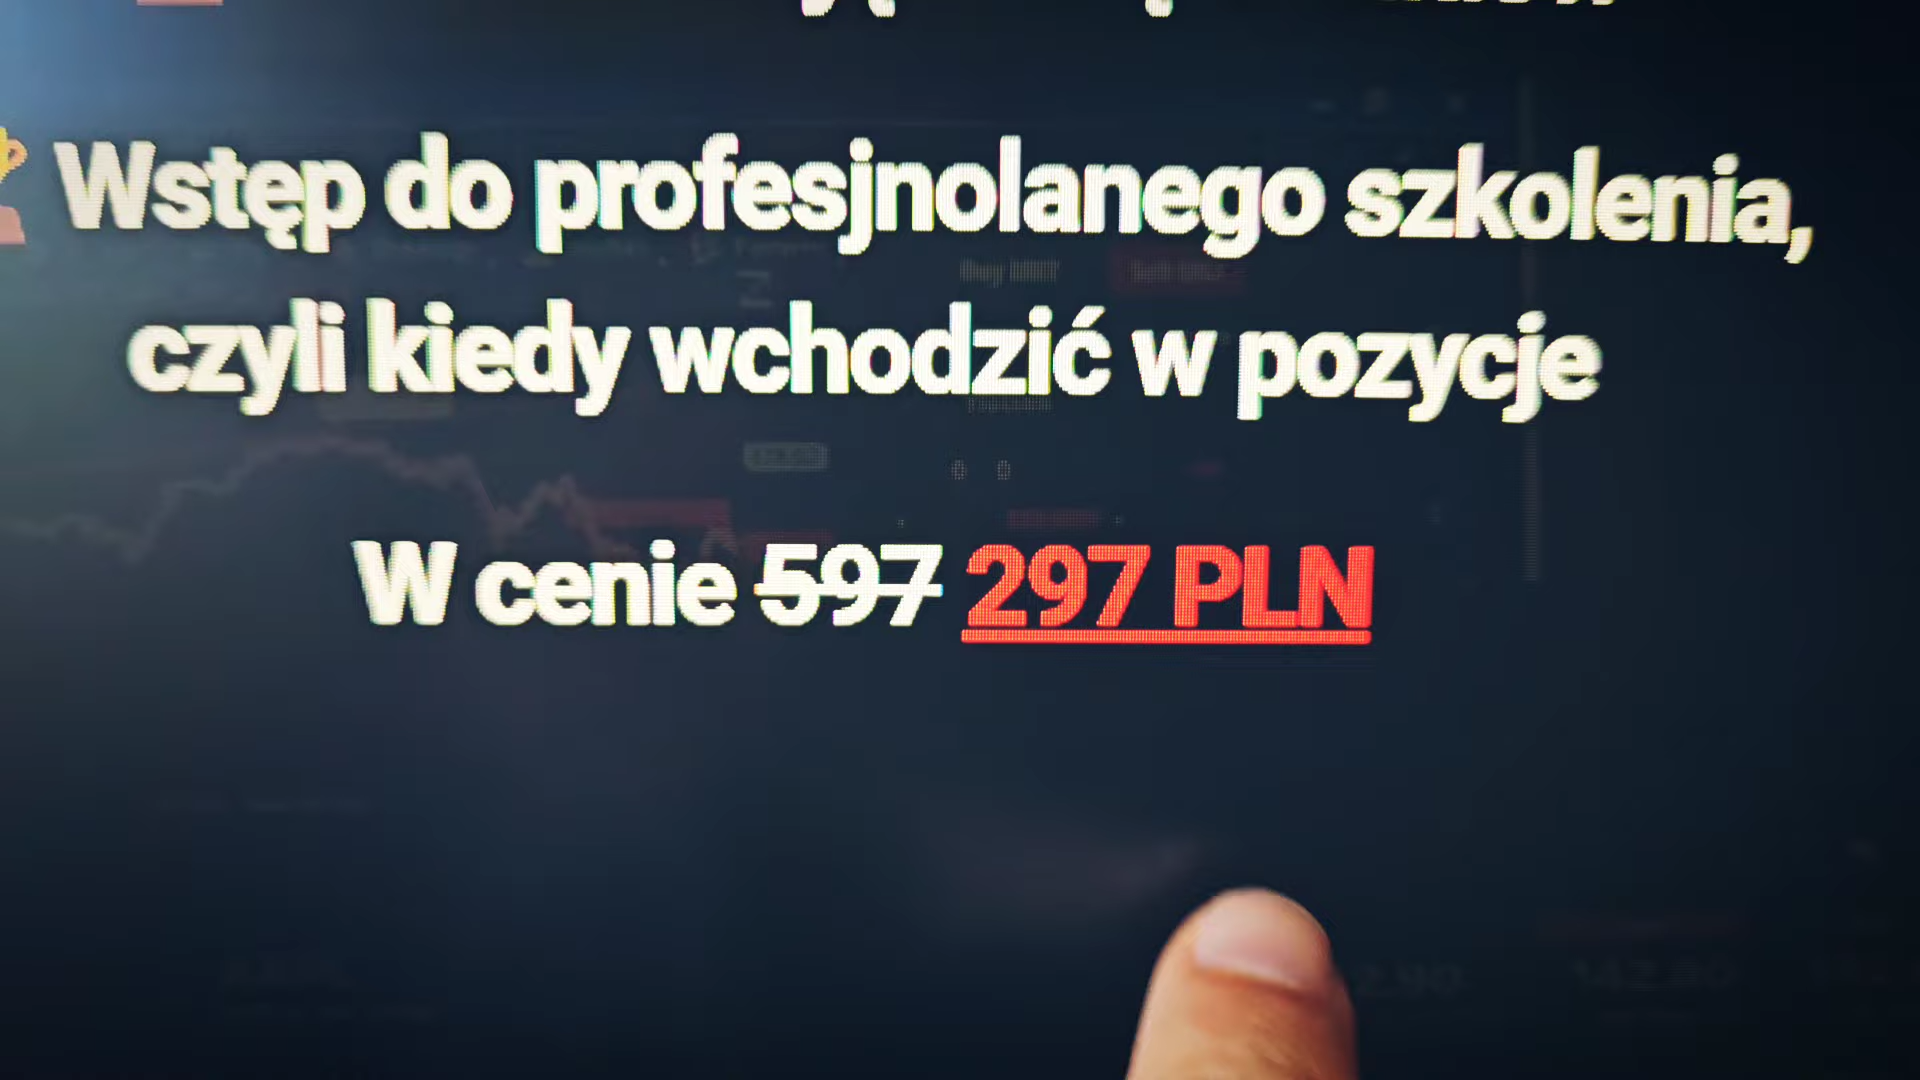 Wstęp do profesjnolanego szkolenia,
czyli kiedy wchodzić w pozycje
W cenie 597 297 PLN